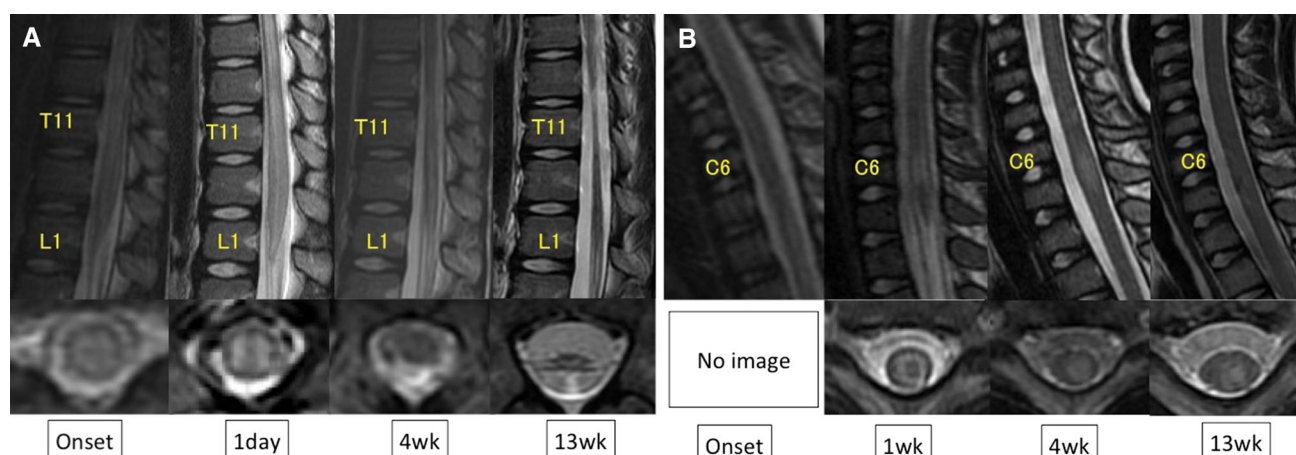 A
B
T11
T11
T11
T11
L1
L1
L1
L1
C6
C6
C6
C6
No image
Onset
1day
4wk
13wk
Onset
1wk
4wk
13wk